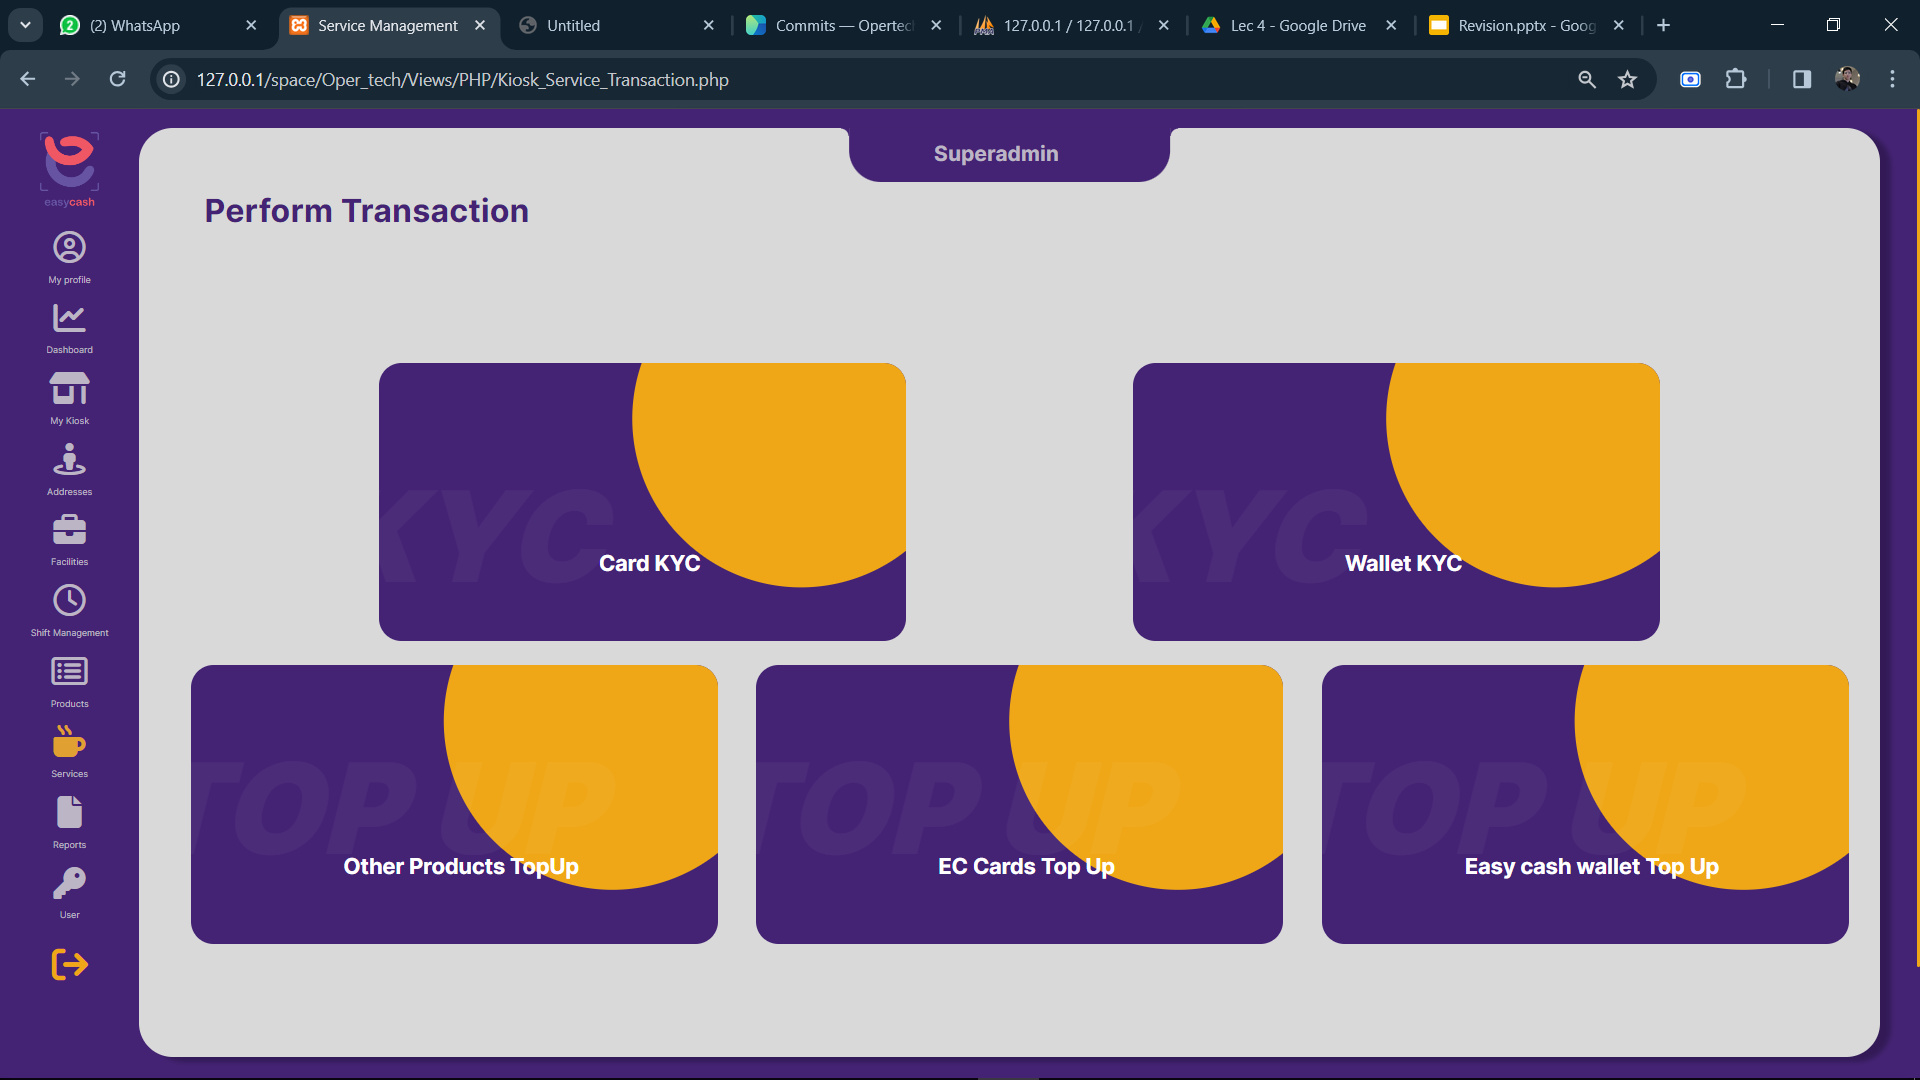 (2) WhatsApp
Service Management
Untitled
Commits — Opertec
127.0.0.1 / 127.0.0.1 /
Lec 4 - Google Drive
Revision.pptx - Goog
127.0.0.1/space/Oper_tech/Views/PHP/Kiosk_Service_Transaction.php
easycash
My profile
Dashboard
My Kiosk
Addresses
Facilities
Shift Management
Products
Services
Reports
User
Superadmin
Perform Transaction
KYC
Card KYC
KYC
Wallet KYC
TOP UP
Other Products TopUp
TOP UP
EC Cards Top Up
TOP UP
Easy cash wallet Top Up